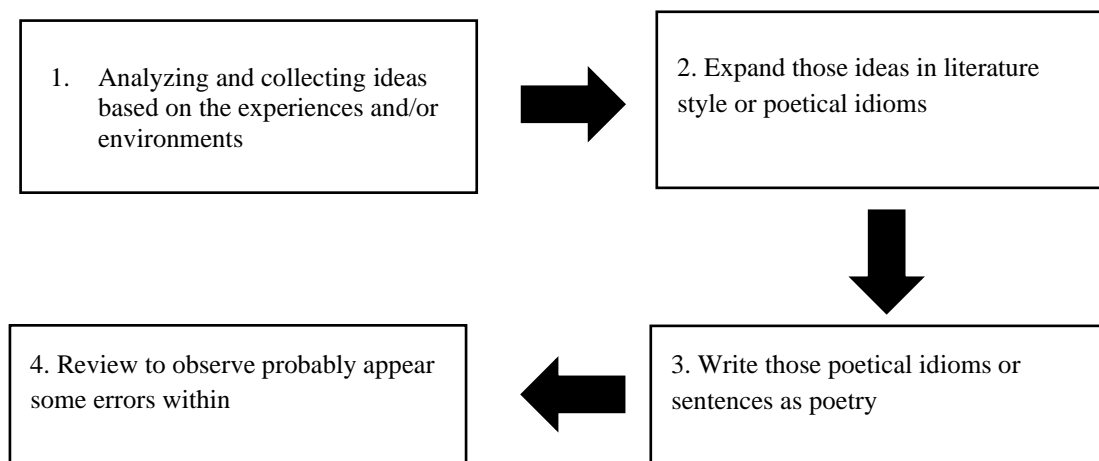 1. Analyzing and collecting ideas
based on the experiences and/or
environments
2. Expand those ideas in literature
style or poetical idioms
3. Write those poetical idioms or
sentences as poetry
4. Review to observe probably appear
some errors within